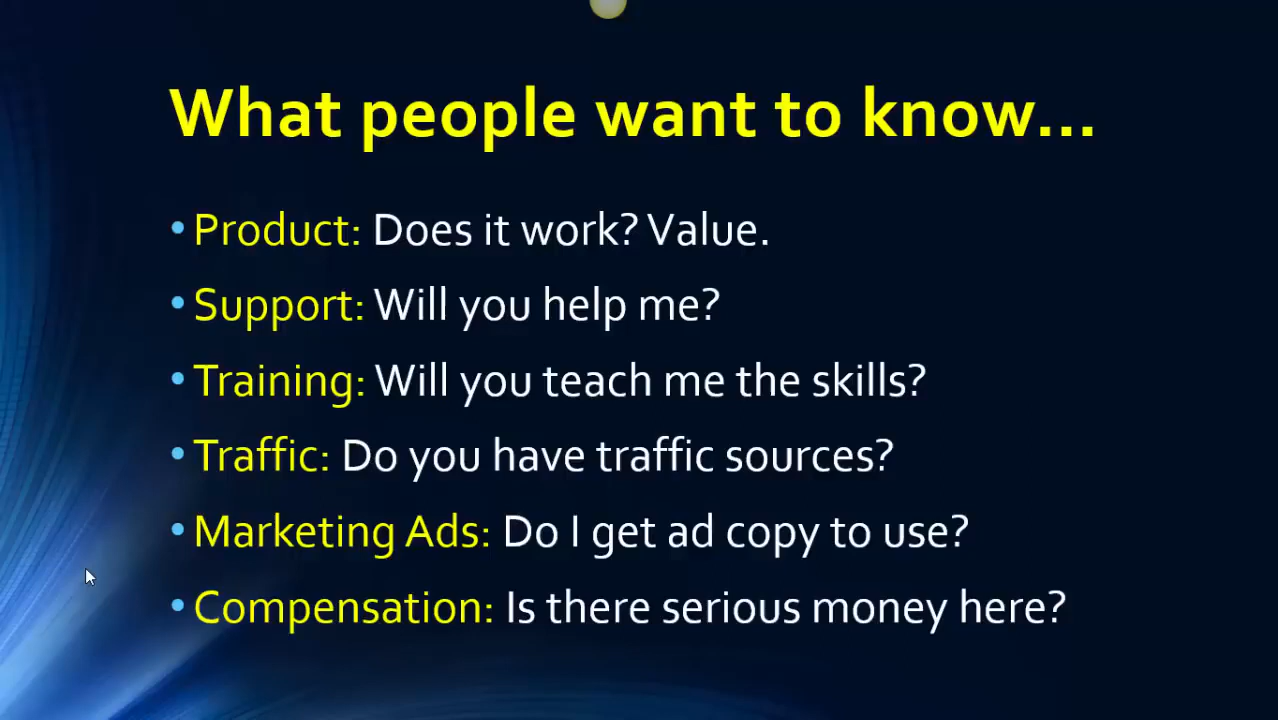 What people want to know...
• Product: Does it work? Value.
• Support: Will you help me?
• Training: Will you teach me the skills?
• Traffic: Do you have traffic sources?
• Marketing Ads: Do I get ad copy to use?
• Compensation: Is there serious money here?